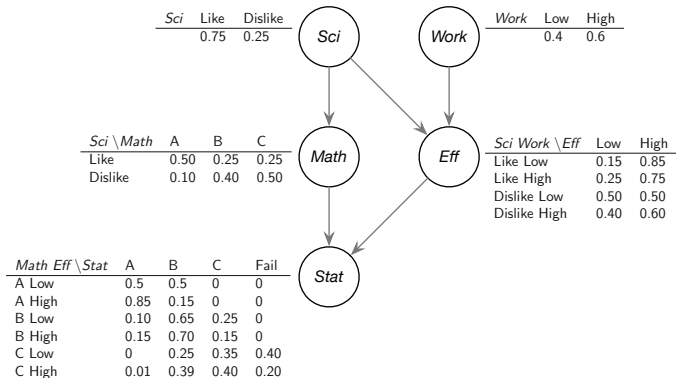 Sci Like Dislike
0.75 0.25
Sci
Work
Work Low High
0.4 0.6
Sci \Math A B C
Like 0.50 0.25 0.25
Dislike 0.10 0.40 0.50
Math
Eff
Sci Work \Eff Low High
Like Low 0.15 0.85
Like High 0.25 0.75
Dislike Low 0.50 0.50
Dislike High 0.40 0.60
Math Eff \Stat A B C Fail
A Low 0.5 0.5 0 0
A High 0.85 0.15 0 0
B Low 0.10 0.65 0.25 0
B High 0.15 0.70 0.15 0
C Low 0 0.25 0.35 0.40
C High 0.01 0.39 0.40 0.20
Stat